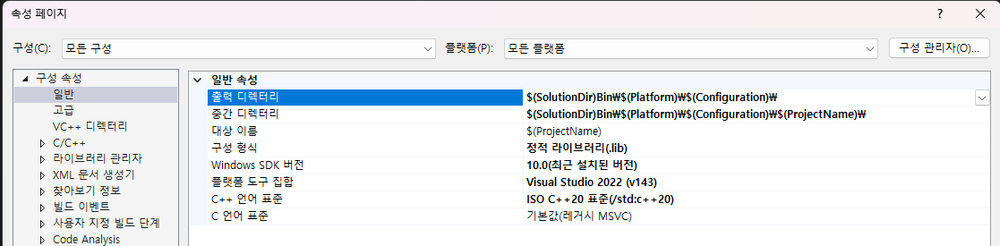 속성 페이지
? ×
구성(C): 모든 구성 플랫폼(P): 모든 플랫폼 구성 관리자(O)...
구성 속성
일반
고급
VC++ 디렉터리
C/C++
라이브러리 관리자
XML 문서 생성기
찾아보기 정보
빌드 이벤트
사용자 지정 빌드 단계
Code Analysis
일반 속성
출력 디렉터리 $(SolutionDir)Bin₩$(Platform)₩$(Configuration)₩
중간 디렉터리 $(SolutionDir)Bin₩$(Platform)₩$(Configuration)₩$(ProjectName)₩
대상 이름 $(ProjectName)
구성 형식 정적 라이브러리(.lib)
Windows SDK 버전 10.0(최근 설치된 버전)
플랫폼 도구 집합 Visual Studio 2022 (v143)
C++ 언어 표준 ISO C++20 표준(/std:c++20)
C 언어 표준 기본값(레거시 MSVC)